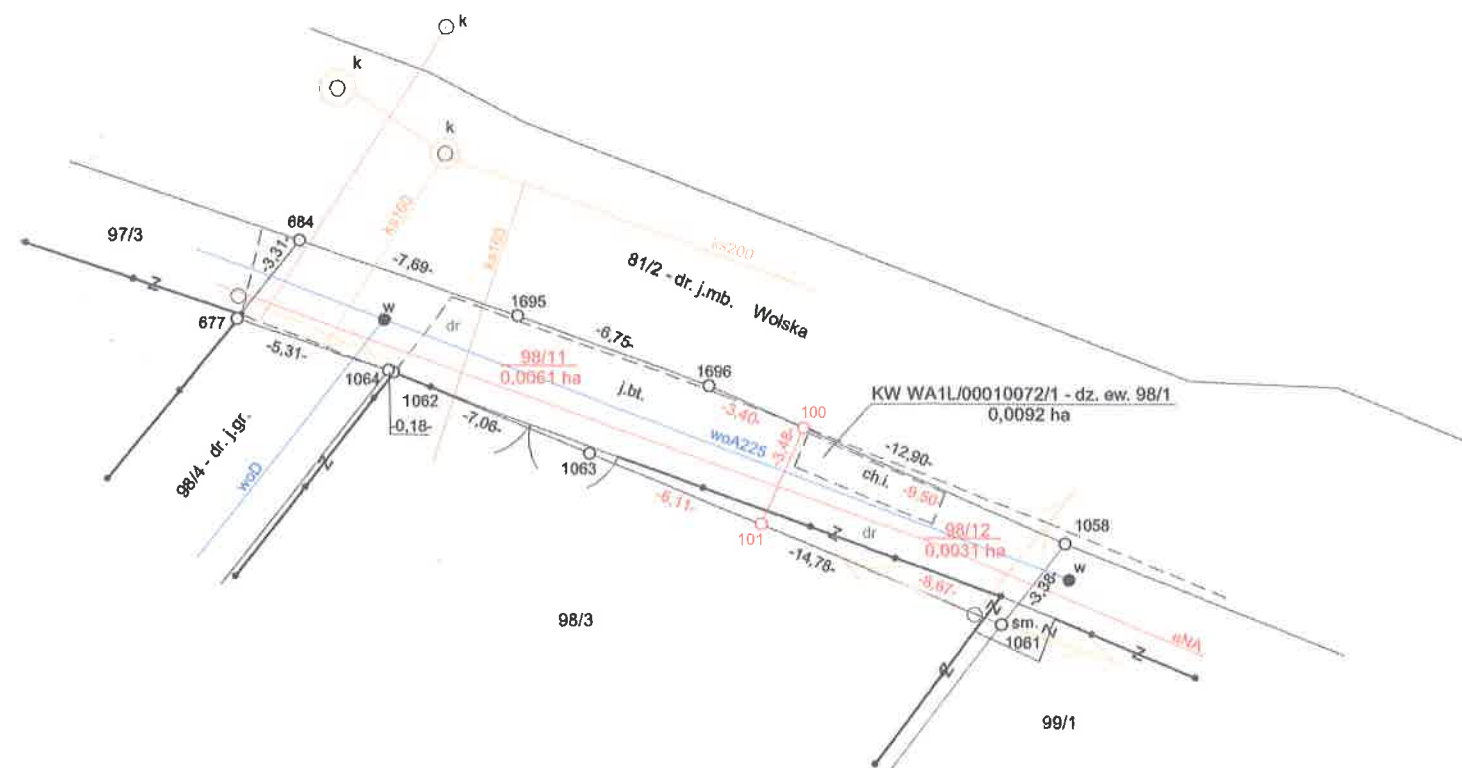 k
k
k
684
97/3
-3,31-
ks160
ks160
ks200
-7,69-
81/2 - dr. j.mb. Wolska
w
1695
677
dr
-6,75-
-5,31-
98/11
0,0061 ha
1064
1062
j.bt.
1696
-0,18-
-7,06-
-3,40-
100
KW WA1L/00010072/1 - dz. ew. 98/1
0,0092 ha
98/4 - dr. j.gr.
woA225
-3,48-
-12,90-
1063
ch.i.
-9,50-
woD
-6,11-
101
dr
98/12
0,0031 ha
1058
w
-14,78-
-8,67-
-3,38-
98/3
śm.
1061
eNA
99/1